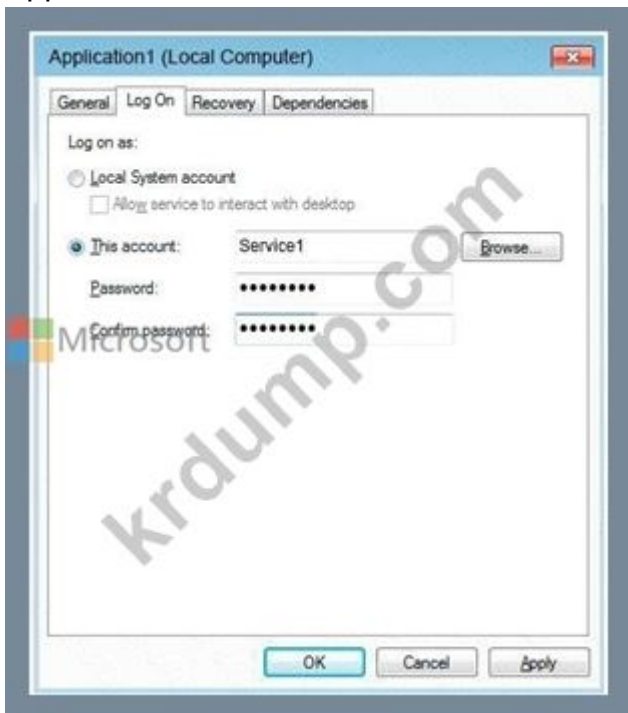 Application1 (Local Computer)
General Log On Recovery Dependencies
Log on as:
Local System account
Allow service to interact with desktop
This account: Service1 Browse...
Password: ●●●●●●●●
Confirm password: ●●●●●●●●
Microsoft
krdump.com
OK Cancel Apply